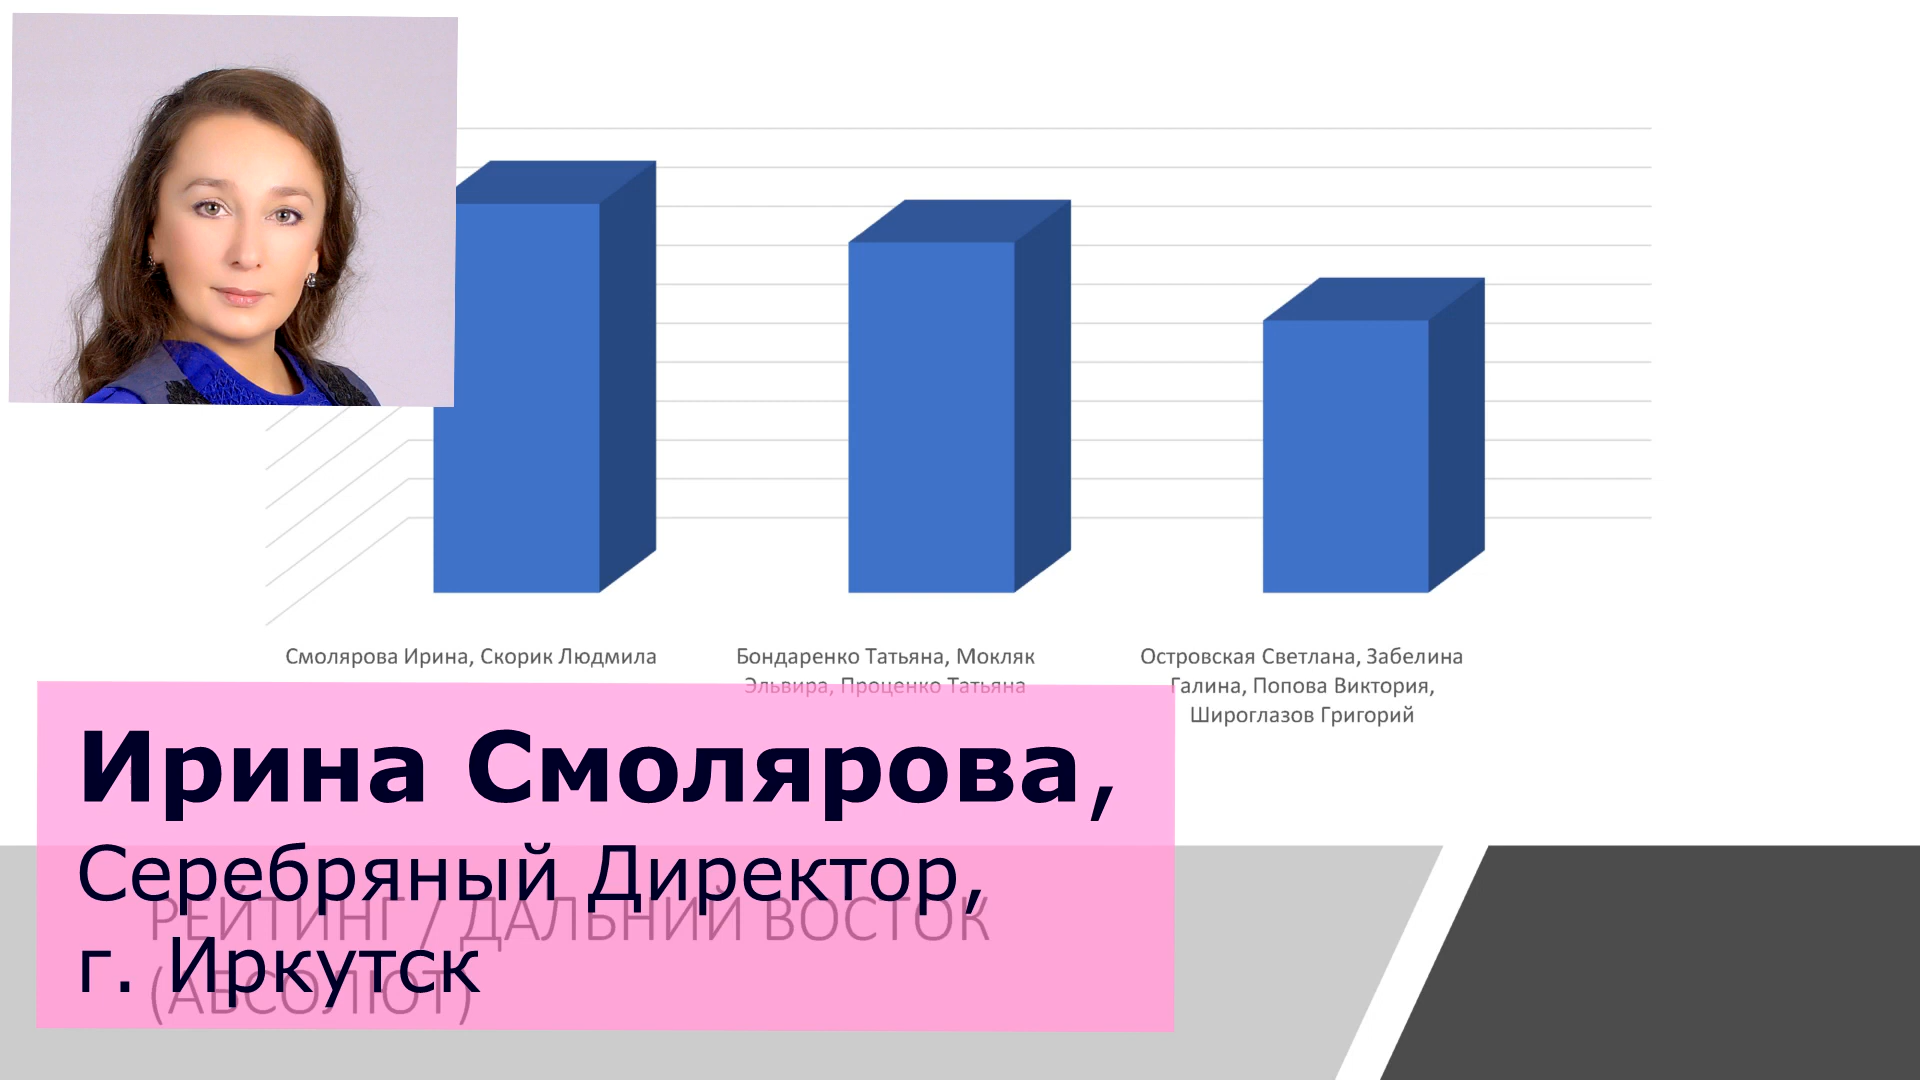 Смолярова Ирина, Скорик Людмила
Бондаренко Татьяна, Мокляк
Эльвира, Проценко Татьяна
Островская Светлана, Забелина
Галина, Попова Виктория,
Широглазов Григорий
Ирина Смолярова,
Серебряный Директор,
г. Иркутск
РЕЙТИНГ / ДАЛЬНИЙ ВОСТОК
(АБСОЛЮТ)